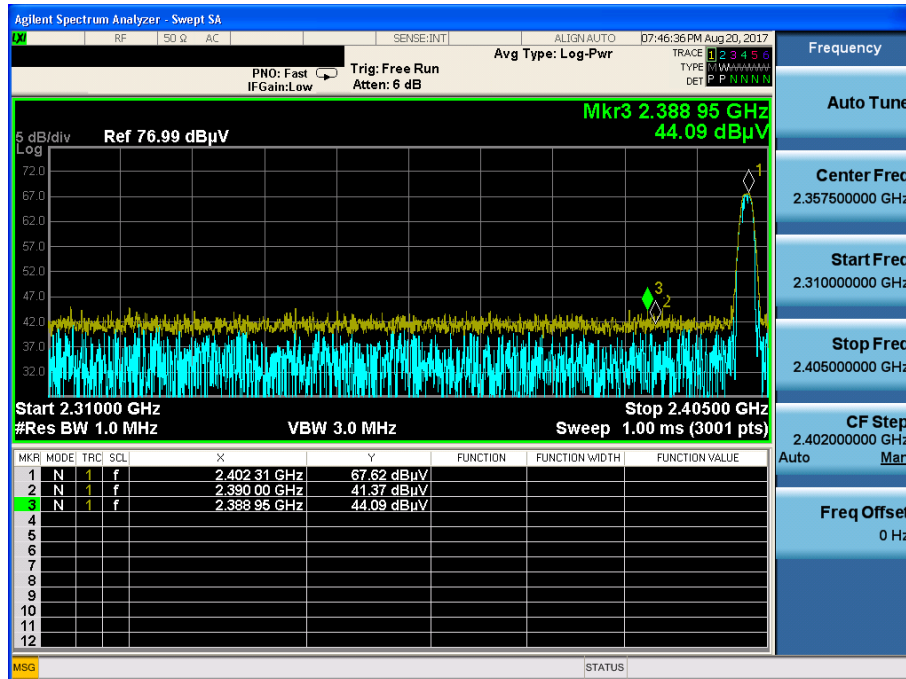 Agilent Spectrum Analyzer - Swept SA
LXI RF 50 Ω AC SENSE:INT ALIGN AUTO 07:46:36 PM Aug 20, 2017
Frequency
PNO: Fast Trig: Free Run Avg Type: Log-Pwr TRACE 1 2 3 4 5 6
IFGain:Low Atten: 6 dB TYPE M W W W W W
DET P P N N N N
Auto Tune
Mkr3 2.388 95 GHz
44.09 dBµV
5 dB/div Ref 76.99 dBµV
Log
72.0
67.0
62.0
57.0
52.0
47.0
42.0
37.0
32.0
1
3
2
Center Freq
2.357500000 GHz
Start Freq
2.310000000 GHz
Stop Freq
2.405000000 GHz
Start 2.31000 GHz Stop 2.40500 GHz
#Res BW 1.0 MHz VBW 3.0 MHz Sweep 1.00 ms (3001 pts)
CF Step
2.402000000 GHz
Auto Man
Freq Offset
0 Hz
MKR MODE TRC SCL X Y FUNCTION FUNCTION WIDTH FUNCTION VALUE
1 N 1 f 2.402 31 GHz 67.62 dBµV
2 N 1 f 2.390 00 GHz 41.37 dBµV
3 N 1 f 2.388 95 GHz 44.09 dBµV
4
5
6
7
8
9
10
11
12
MSG STATUS